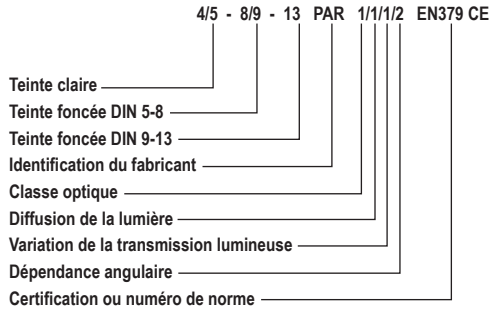 4/5 - 8/9 - 13 PAR 1/1/1/2 EN379 CE
Teinte claire
Teinte foncée DIN 5-8
Teinte foncée DIN 9-13
Identification du fabricant
Classe optique
Diffusion de la lumière
Variation de la transmission lumineuse
Dépendance angulaire
Certification ou numéro de norme